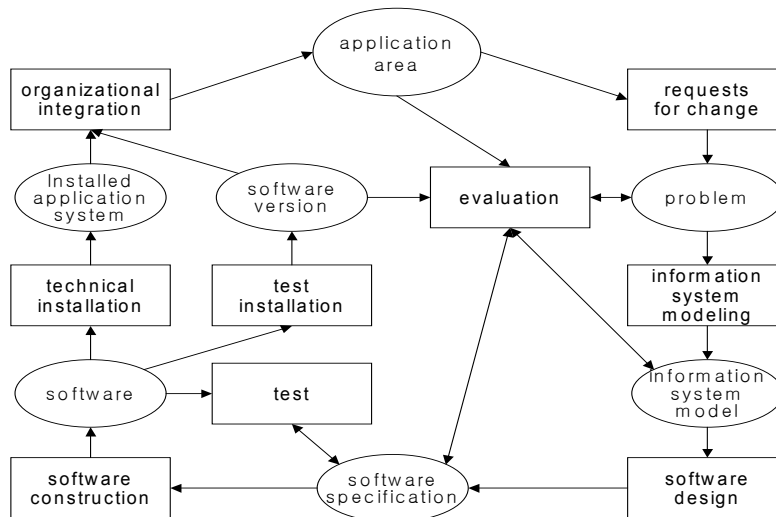 application
area
organizational
integration
requests
for change
Installed
application
system
software
version
evaluation
problem
technical
installation
test
installation
information
system
modeling
software
test
information
system
model
software
construction
software
specification
software
design